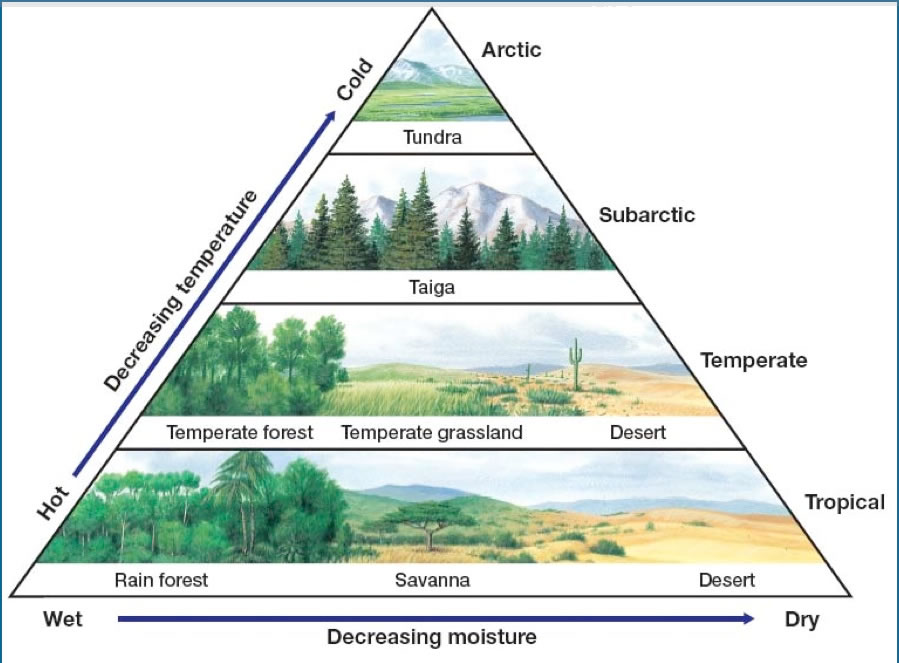 Arctic
Cold
Tundra
Decreasing temperature
Subarctic
Taiga
Temperate
Temperate forest Temperate grassland Desert
Hot
Tropical
Rain forest Savanna Desert
Wet Dry
Decreasing moisture